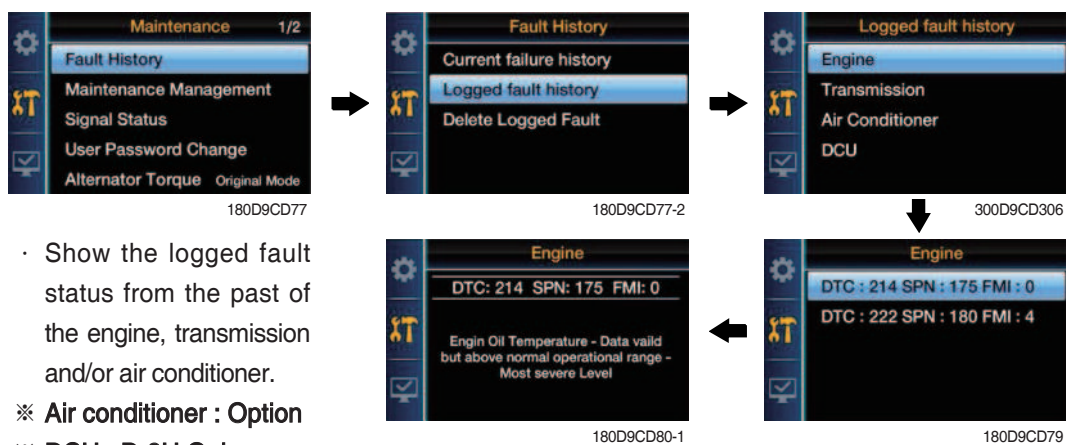 Maintenance 1/2
Fault History
Maintenance Management
Signal Status
User Password Change
Alternator Torque Original Mode
180D9CD77
Fault History
Current failure history
Logged fault history
Delete Logged Fault
180D9CD77-2
Logged fault history
Engine
Transmission
Air Conditioner
DCU
300D9CD306
· Show the logged fault
status from the past of
the engine, transmission
and/or air conditioner.
※ Air conditioner : Option
Engine
DTC: 214 SPN: 175 FMI: 0
Engin Oil Temperature - Data vaild
but above normal operational range -
Most severe Level
180D9CD80-1
Engine
DTC : 214 SPN : 175 FMI : 0
DTC : 222 SPN : 180 FMI : 4
180D9CD79